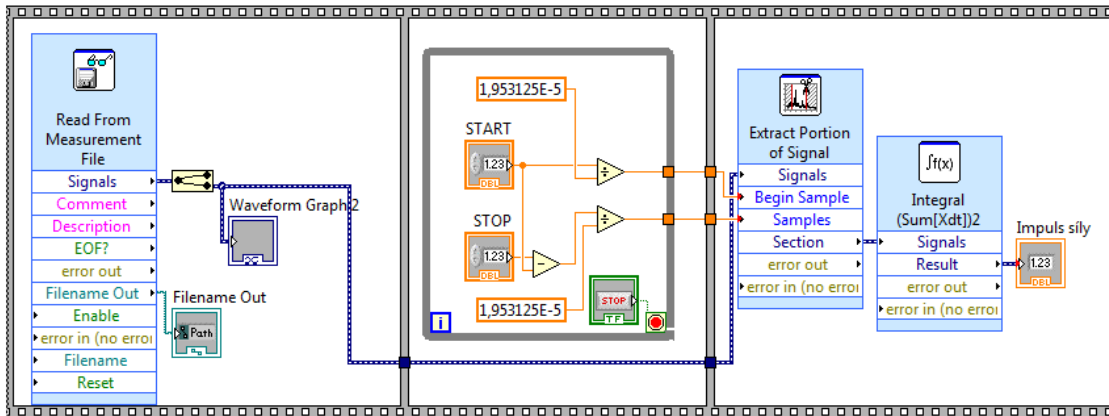 Read From
Measurement
File
Signals
Comment
Description
EOF?
error out
Filename Out
Enable
error in (no erroı
Filename
Reset
Waveform Graph 2
Filename Out
Path
1,953125E-5
START
1.23
DBL
STOP
1.23
DBL
1,953125E-5
STOP
TF
i
Extract Portion
of Signal
Signals
Begin Sample
Samples
Section
error out
error in (no erroı
∫f(x)
Integral
(Sum[Xdt])2
Signals
Result
error out
error in (no erroı
Impuls síly
1.23
DBL